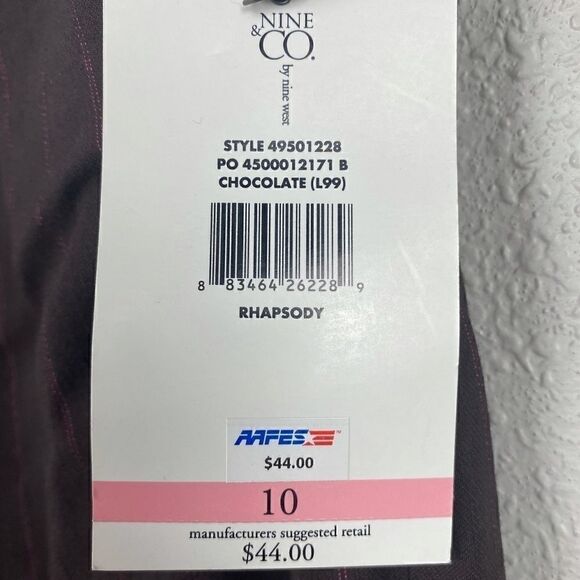 NINE
& CO.
by nine west
STYLE 49501228
PO 4500012171 B
CHOCOLATE (L99)
8 83464 26228 9
RHAPSODY
AAFES™
$44.00
10
manufacturers suggested retail
$44.00